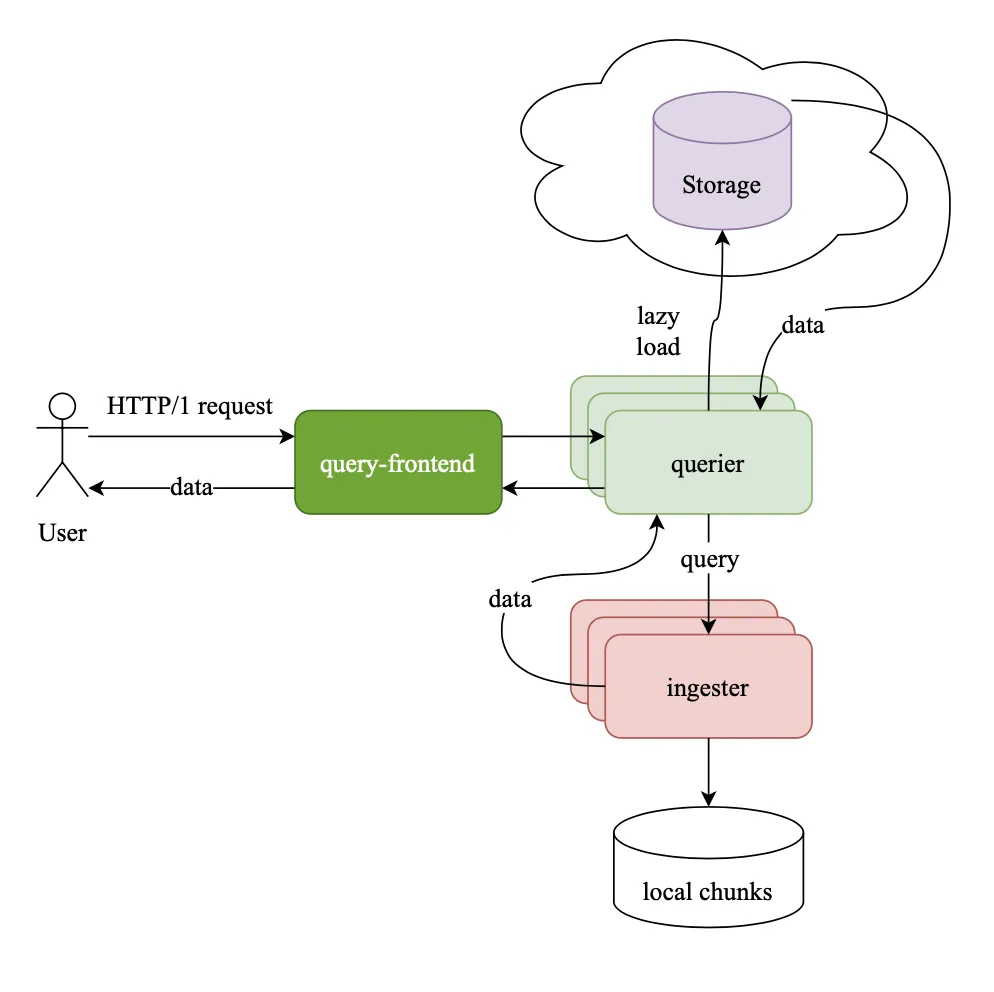 Storage
lazy
load
data
HTTP/1 request
query-frontend
querier
data
User
query
data
ingester
local chunks